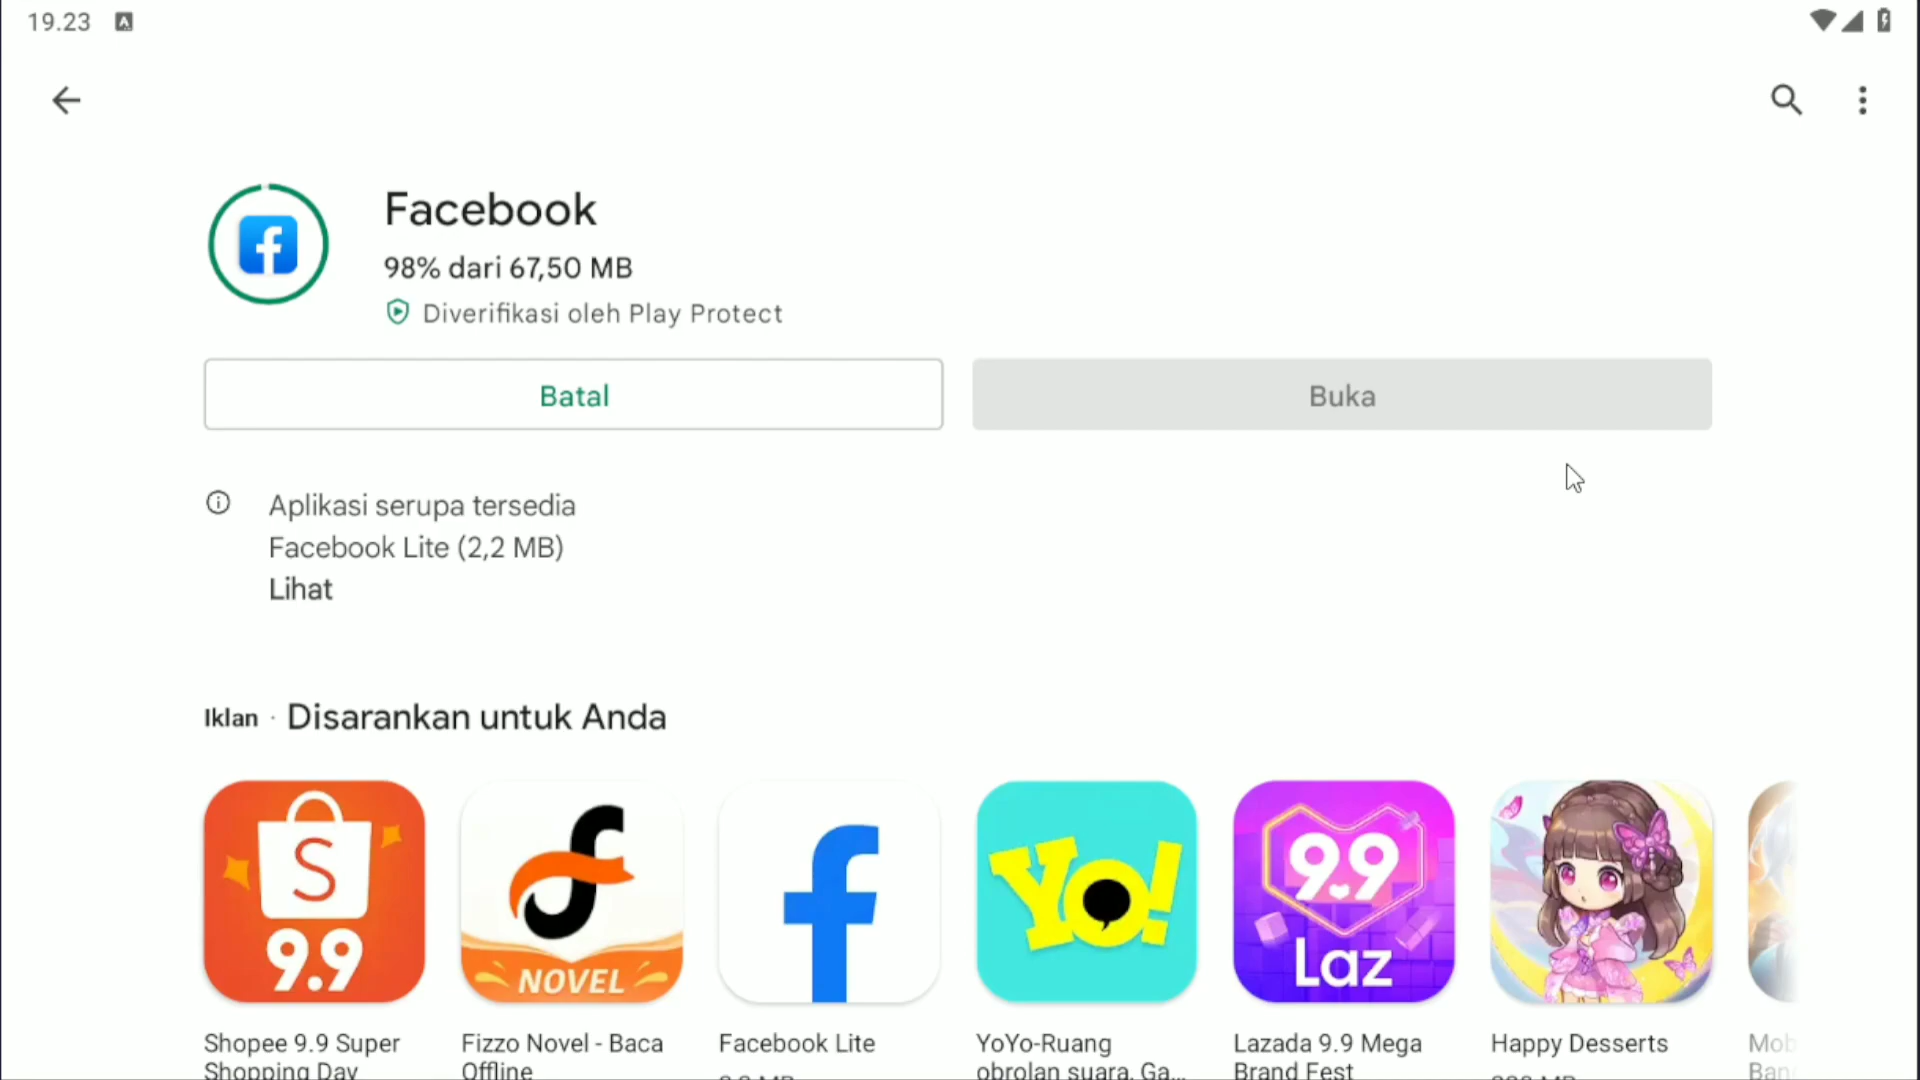 19.23
Facebook
98% dari 67,50 MB
Diverifikasi oleh Play Protect
Batal
Buka
Aplikasi serupa tersedia
Facebook Lite (2,2 MB)
Lihat
Iklan · Disarankan untuk Anda
S
9.9
NOVEL
Yo!
9.9
Laz
Shopee 9.9 Super
Shopping Day
Fizzo Novel - Baca
Offline
Facebook Lite
YoYo-Ruang
obrolan suara, Ga...
Lazada 9.9 Mega
Brand Fest
Happy Desserts